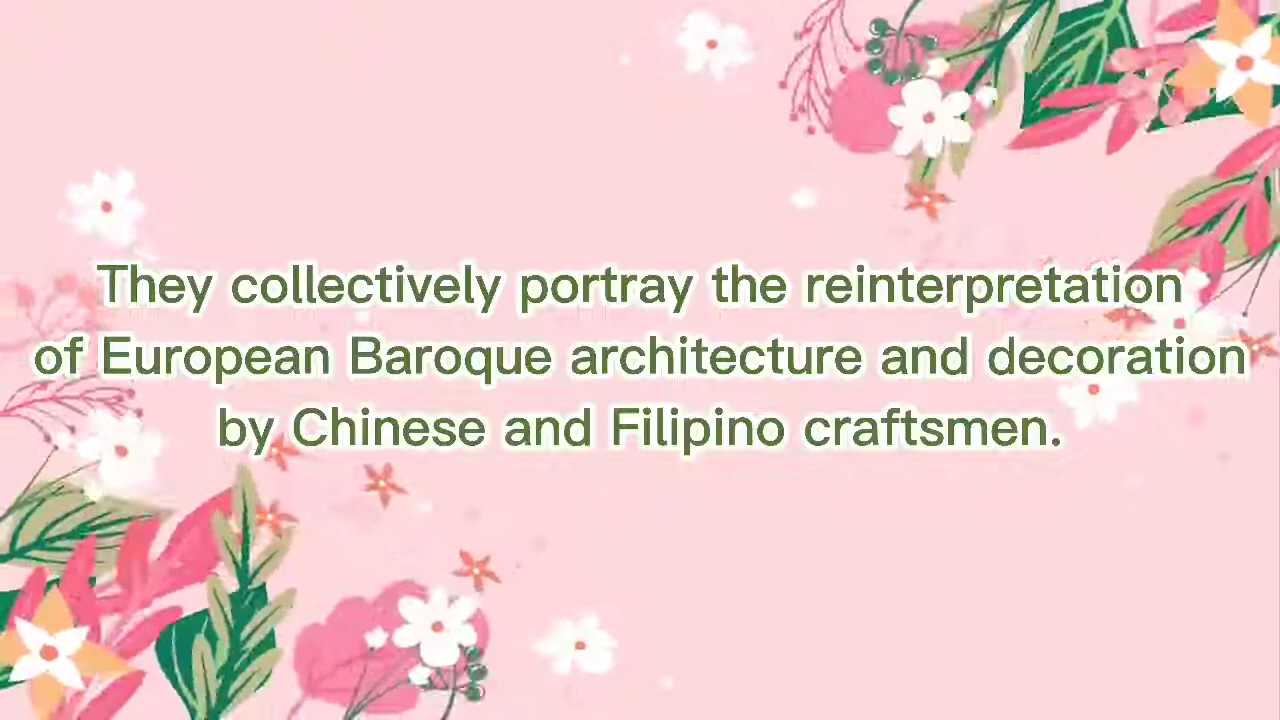 They collectively portray the reinterpretation
of European Baroque architecture and decoration
by Chinese and Filipino craftsmen.